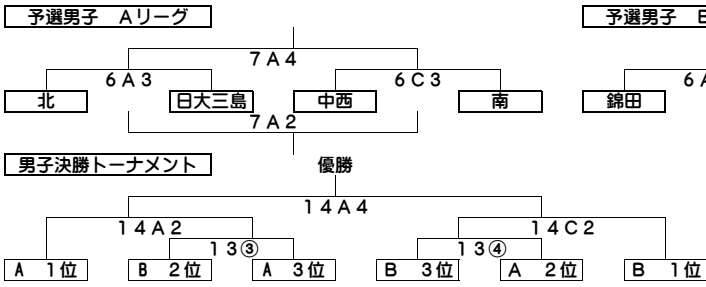 予選男子　Aリーグ
予選男子
7A4
6A3
6C3
北
日大三島
中西
南
錦田
7A2
男子決勝トーナメント
優勝
14A4
14A2
14C2
13③
13④
A 1位
B 2位
A 3位
B 3位
A 2位
B 1位